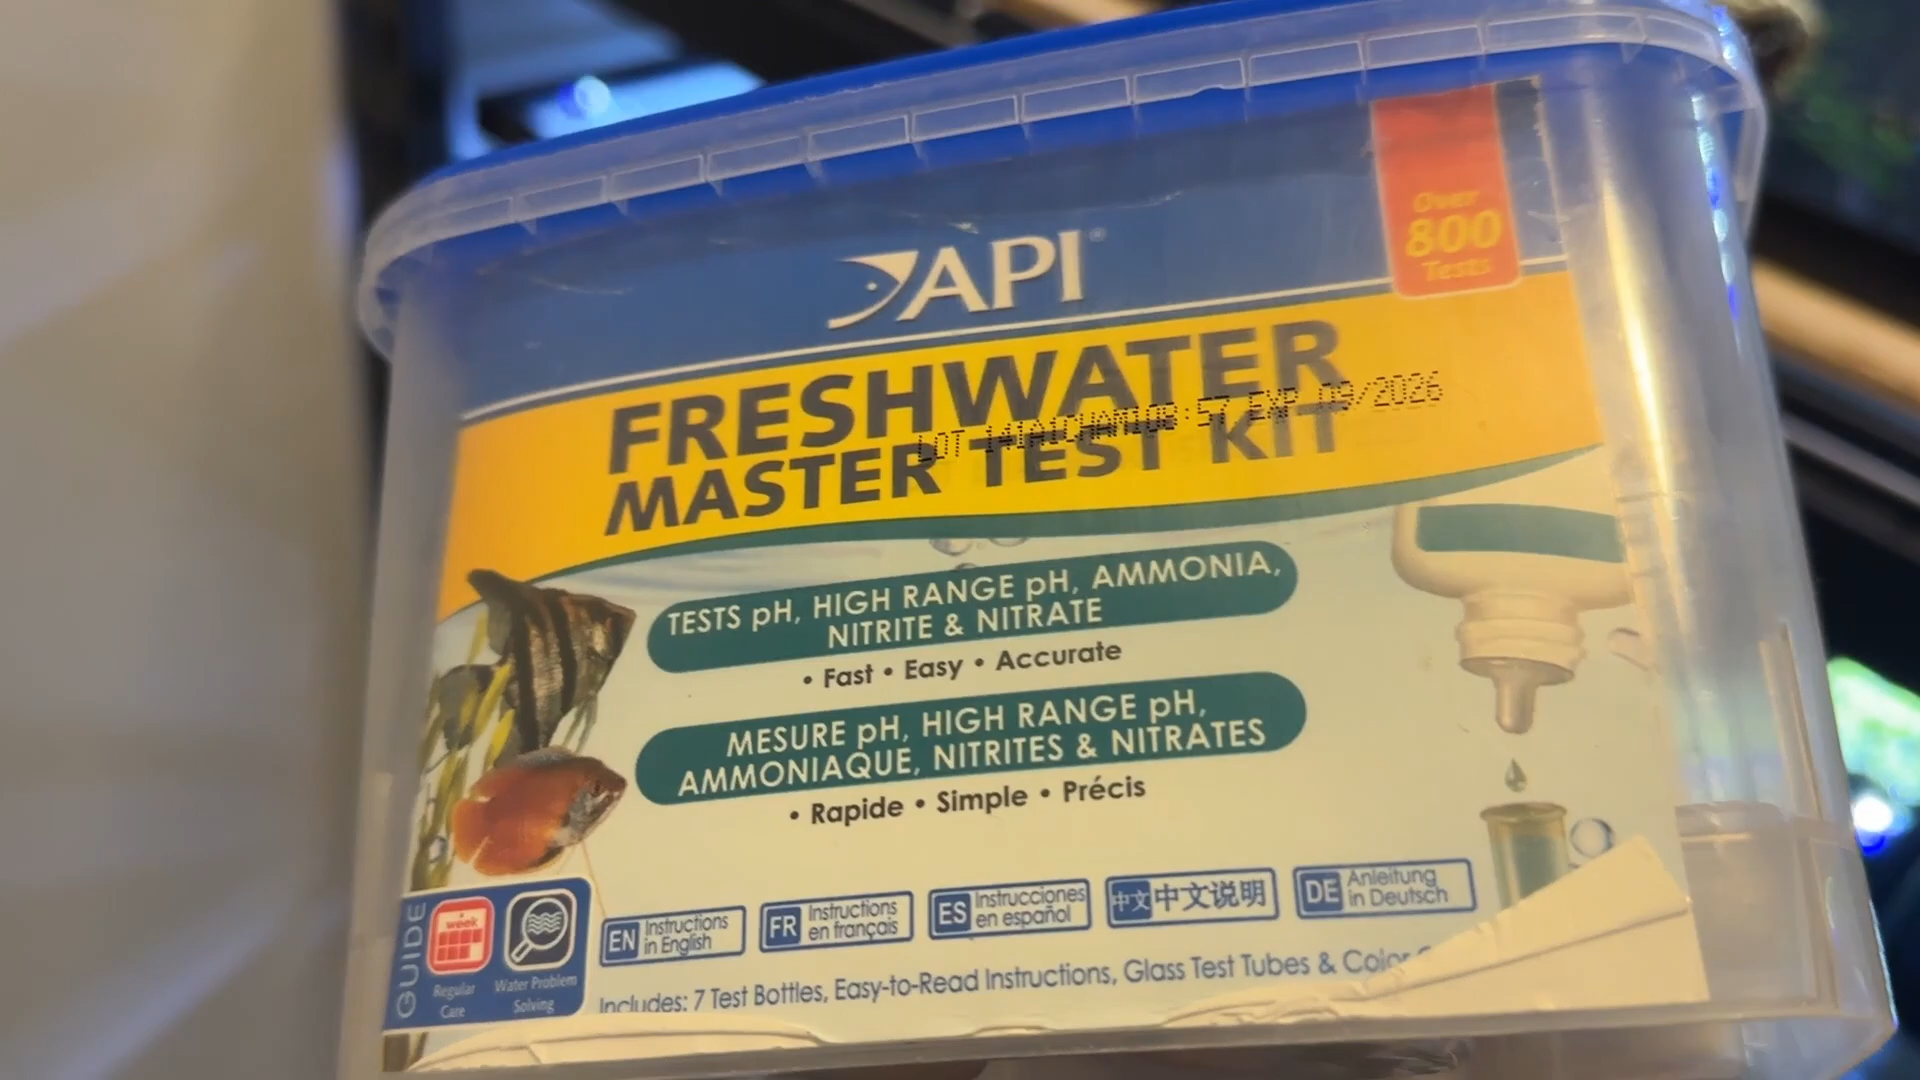 API®
Over
800
Tests
FRESHWATER
MASTER TEST KIT
EXP 09/2026
TESTS pH, HIGH RANGE pH, AMMONIA,
NITRITE & NITRATE
• Fast • Easy • Accurate
MESURE pH, HIGH RANGE pH,
AMMONIAQUE, NITRITES & NITRATES
• Rapide • Simple • Précis
GUIDE
week
Regular
Care
Water Problem
Solving
EN Instructions
in English
FR Instructions
en français
ES Instrucciones
en español
中文 中文说明
DE Anleitung
in Deutsch
Includes: 7 Test Bottles, Easy-to-Read Instructions, Glass Test Tubes & Color